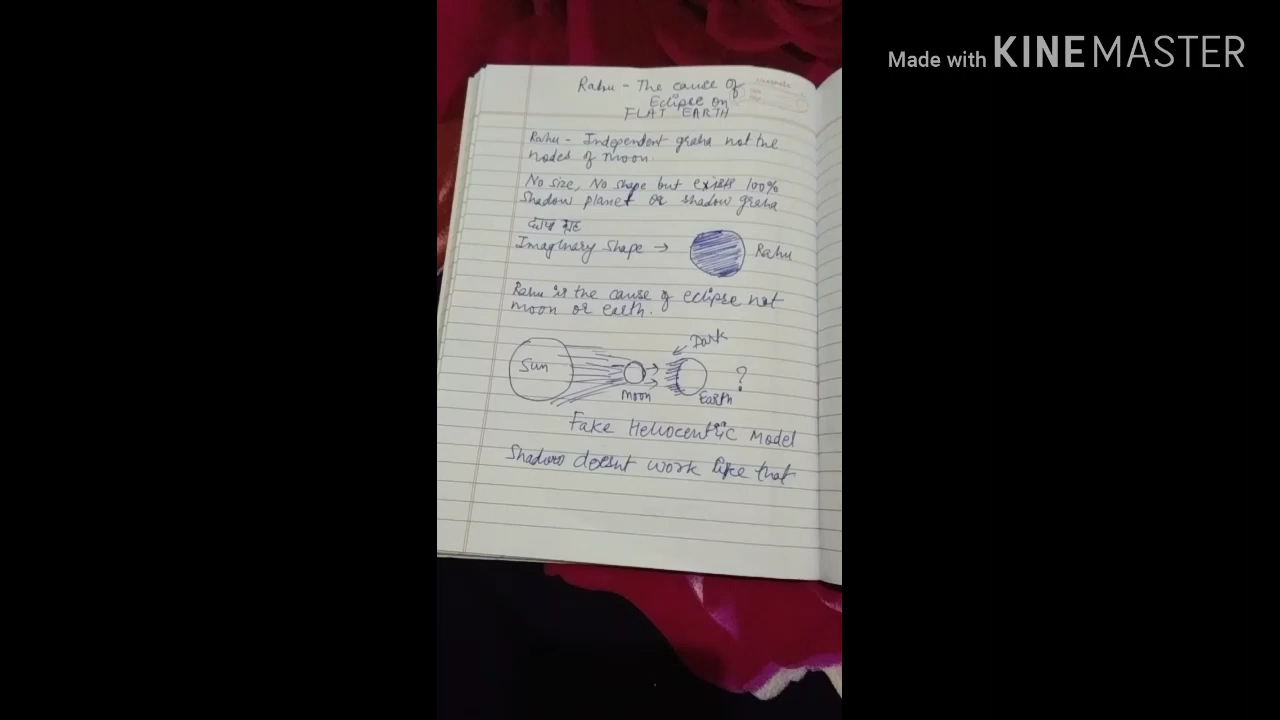 Made with KINEMASTER
Rahu - The cause of
Eclipse on
FLAT EARTH
Rahu - Independent graha not the
nodes of moon.
No size, No shape but exists 100%
Shadow planet or shadow graha
Imaginary Shape → Rahu
Rahu is the cause of eclipse not
moon or earth.
Dark
Sun
?
moon
Earth
Fake Heliocentric Model
Shadow doesnt work like that